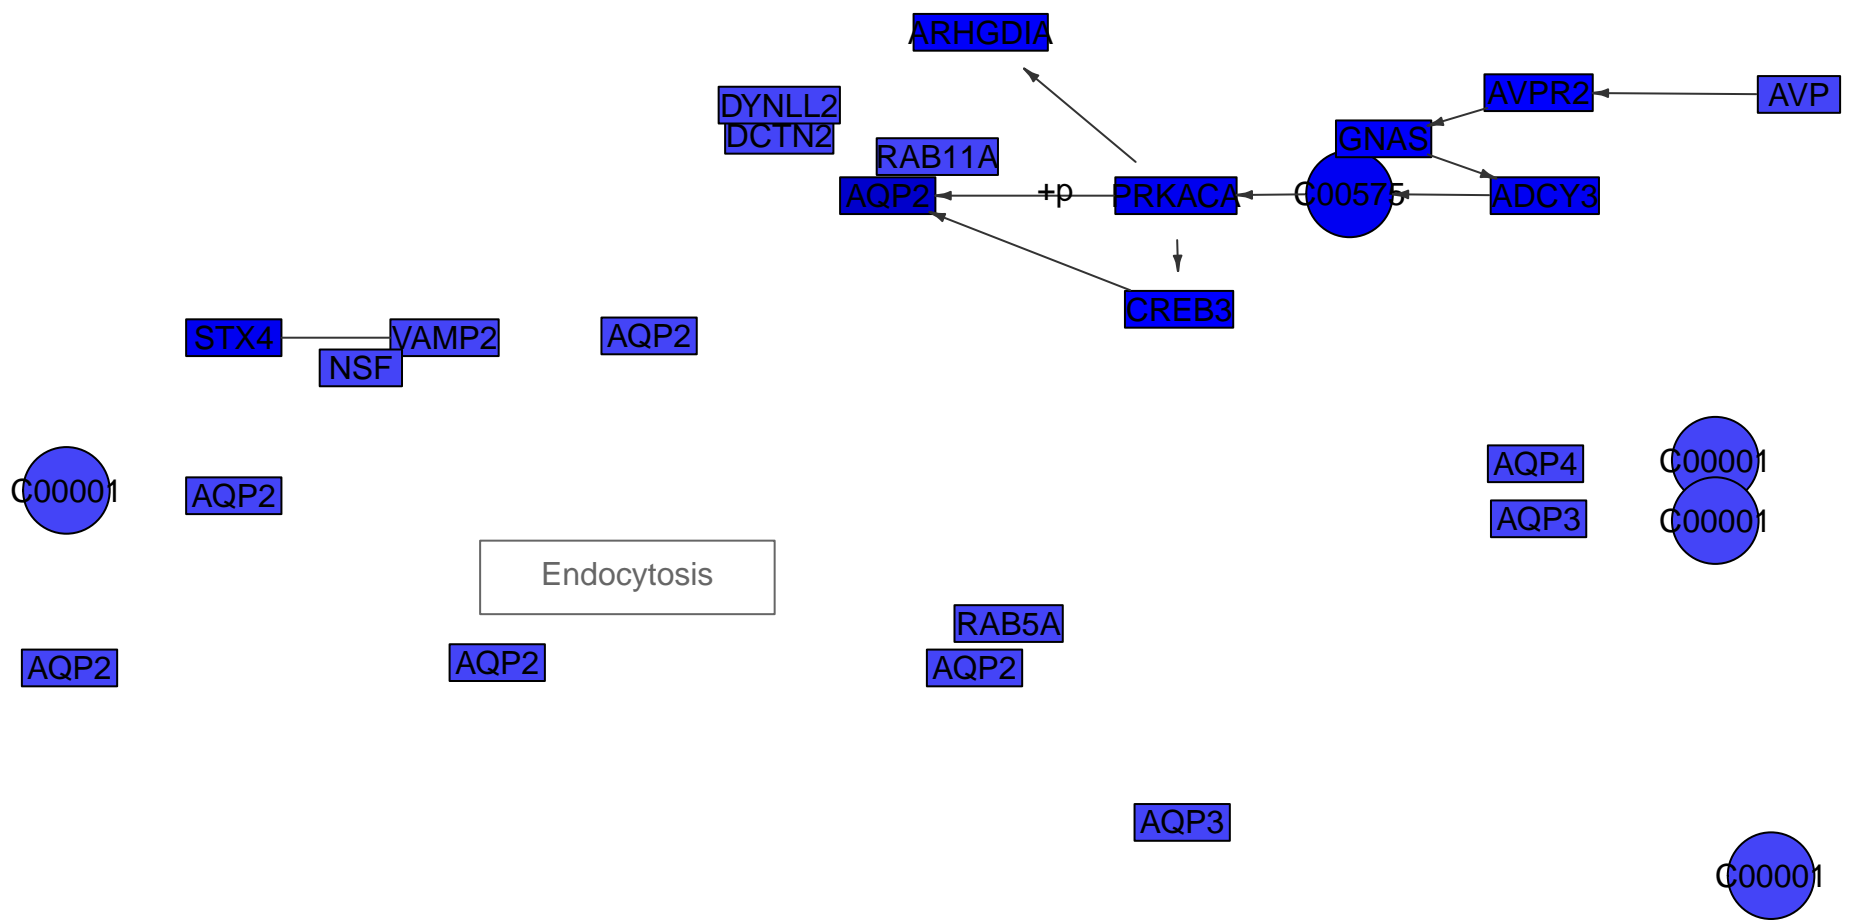 ARHGDIA
DYNLL2
AVPR2
AVP
DCTN2
GNAS
RAB11A
AQP2
+p
PRKACA
C00575
ADCY3
CREB3
STX4
VAMP2
AQP2
NSF
C00001
AQP2
AQP4
C00001
AQP3
C00001
Endocytosis
RAB5A
AQP2
AQP2
AQP2
AQP3
C00001